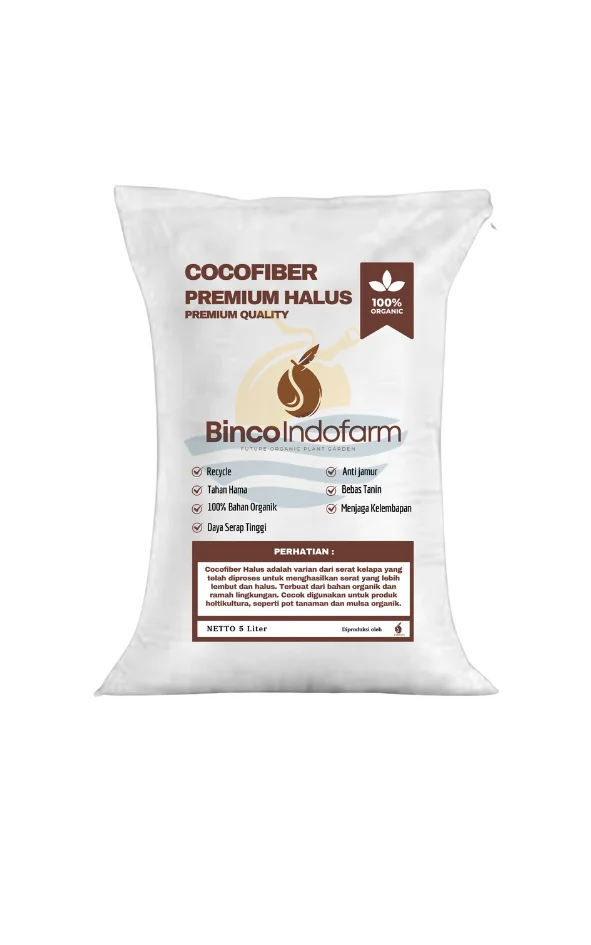 COCOFIBER
PREMIUM HALUS
PREMIUM QUALITY
100%
ORGANIC
BincoIndofarm
FUTURE ORGANIC PLANT GARDEN
Recycle
Anti jamur
Tahan Hama
Bebas Tanin
100% Bahan Organik
Menjaga Kelembapan
Daya Serap Tinggi
PERHATIAN :
Cocofiber Halus adalah varian dari serat kelapa yang
telah diproses untuk menghasilkan serat yang lebih
lembut dan halus. Terbuat dari bahan organik dan
ramah lingkungan. Cocok digunakan untuk produk
holtikultura, seperti pot tanaman dan mulsa organik.
NETTO 5 Liter
Diproduksi oleh